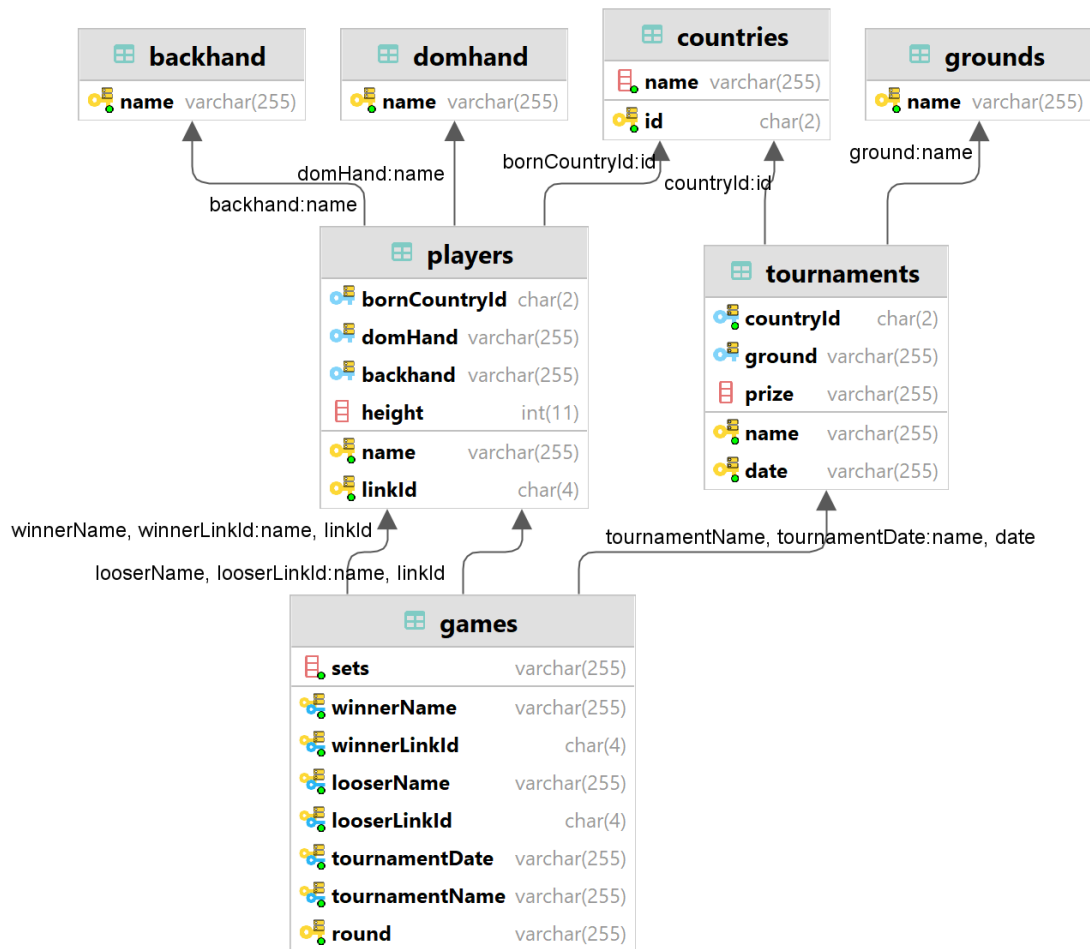 backhand
name varchar(255)
domhand
name varchar(255)
countries
name varchar(255)
id char(2)
grounds
name varchar(255)
domHand:name
backhand:name
bornCountryId:id
countryId:id
ground:name
players
bornCountryId char(2)
domHand varchar(255)
backhand varchar(255)
height int(11)
name varchar(255)
linkId char(4)
tournaments
countryId char(2)
ground varchar(255)
prize varchar(255)
name varchar(255)
date varchar(255)
winnerName, winnerLinkId:name, linkId
looserName, looserLinkId:name, linkId
tournamentName, tournamentDate:name, date
games
sets varchar(255)
winnerName varchar(255)
winnerLinkId char(4)
looserName varchar(255)
looserLinkId char(4)
tournamentDate varchar(255)
tournamentName varchar(255)
round varchar(255)